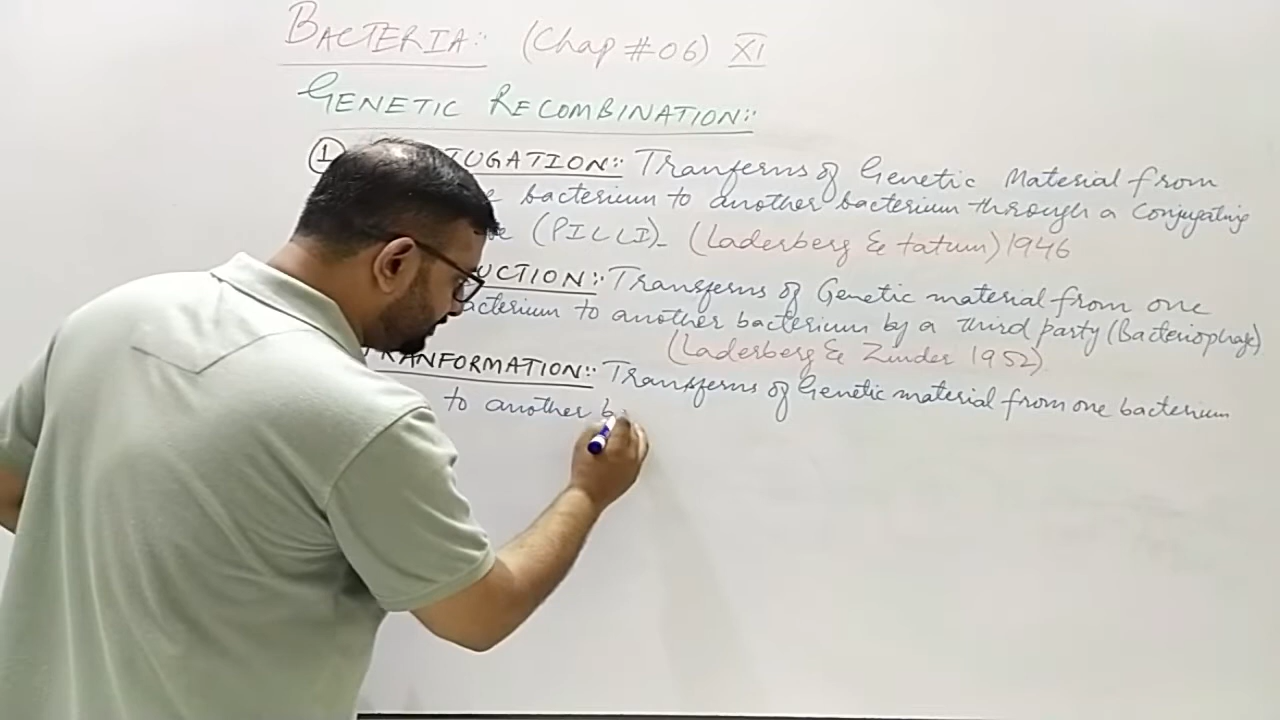 BACTERIA:: (Chap #06) XI
GENETIC RECOMBINATION::
① JUGATION:: Tranferns of Genetic Material from
bacterium to another bacterium through a Conjugating
(PILLI)_ (Laderberg & tatum) 1946
UCTION:: Transferns of Genetic material from one
acterium to another bacterium by a third party (Bacteriophage)
(Laderberg & Zinder 1952)
TRANFORMATION:: Transferns of Genetic material from one bacterium
to another b